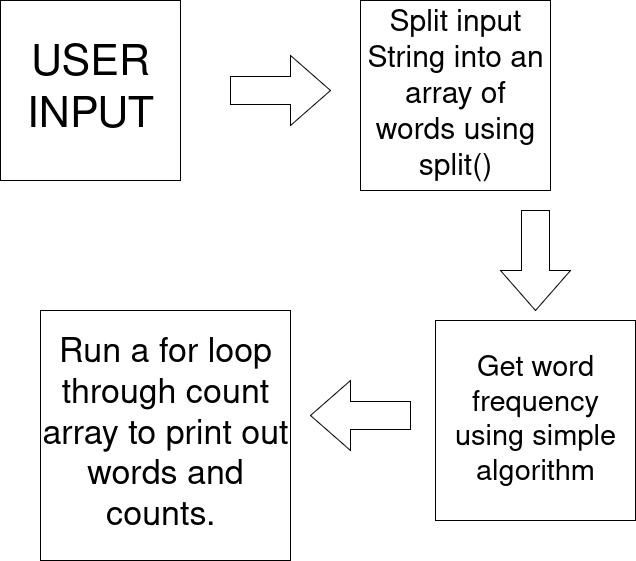 USER
INPUT
Split input
String into an
array of
words using
split()
Get word
frequency
using simple
algorithm
Run a for loop
through count
array to print out
words and
counts.